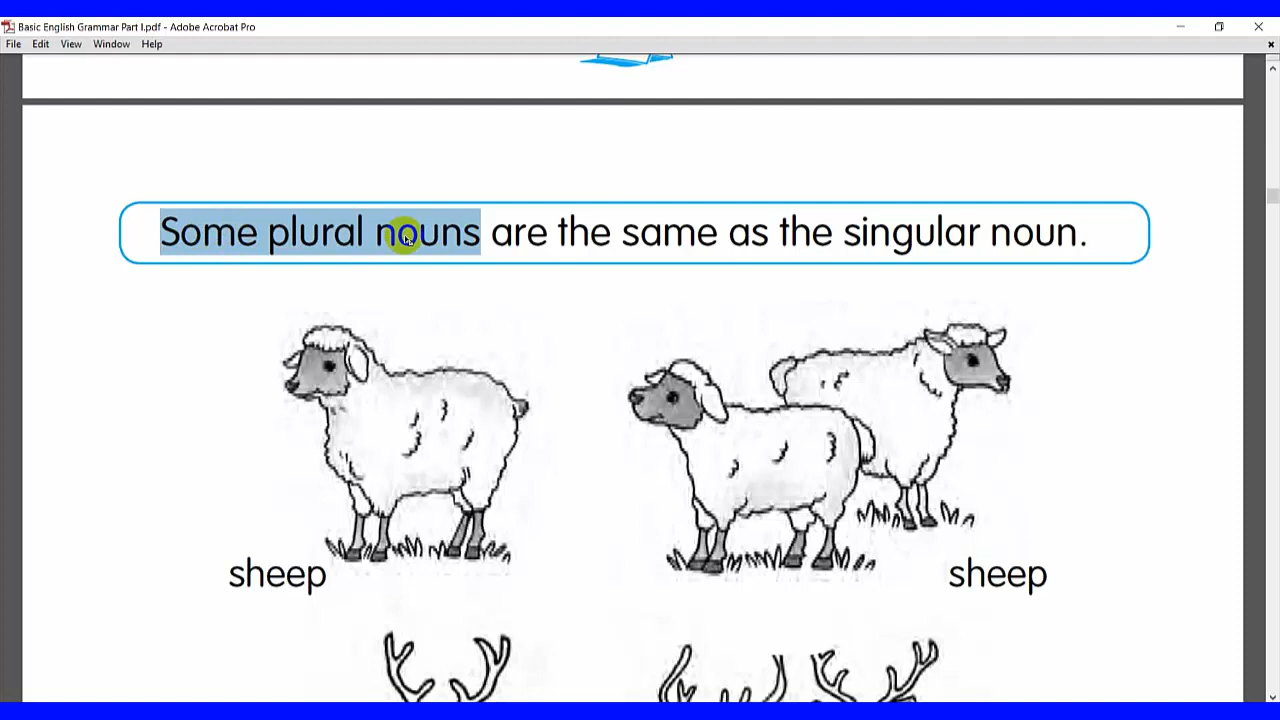 Basic English Grammar Part I.pdf - Adobe Acrobat Pro
File Edit View Window Help
Some plural nouns are the same as the singular noun.
sheep sheep